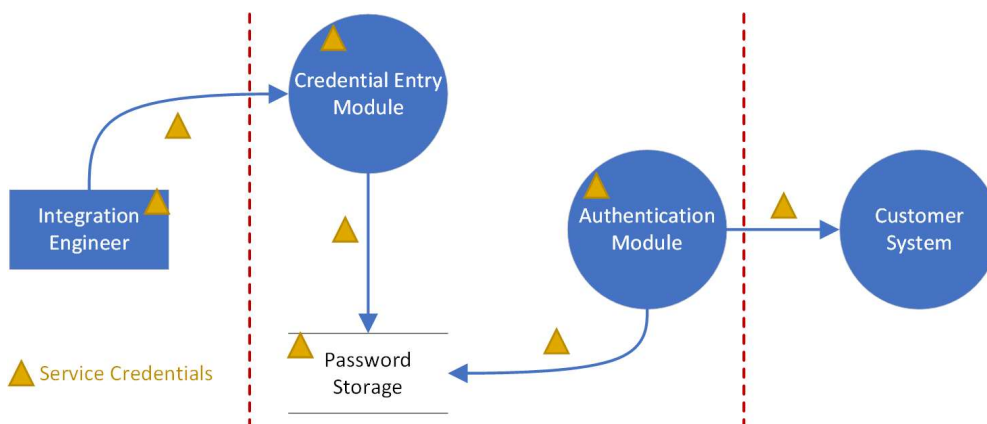 Credential Entry
Module
Integration
Engineer
Authentication
Module
Customer
System
Password
Storage
Service Credentials